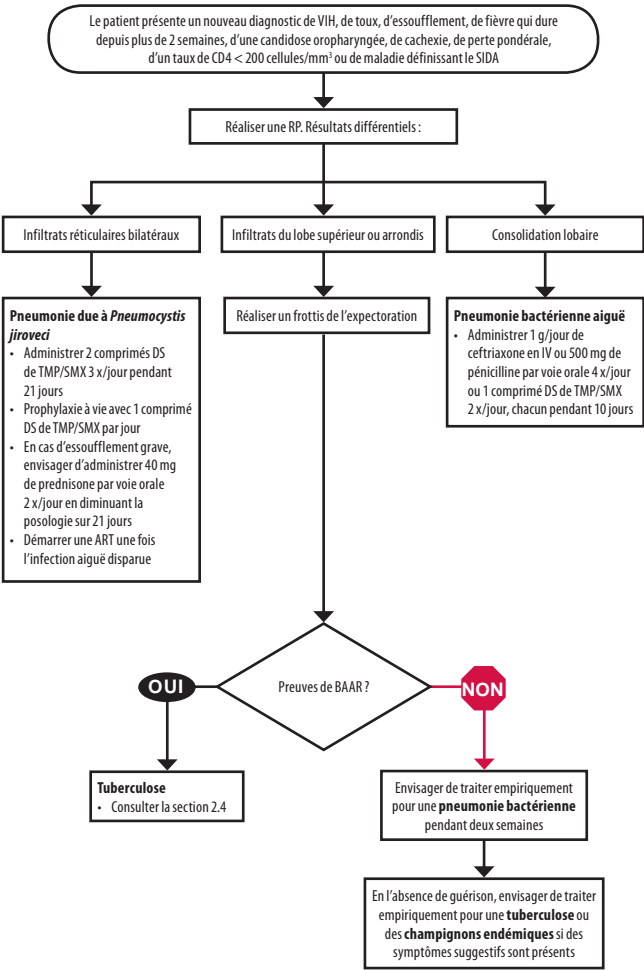 Le patient présente un nouveau diagnostic de VIH, de toux, d'essoufflement, de fièvre qui dure
depuis plus de 2 semaines, d'une candidose oropharyngée, de cachexie, de perte pondérale,
d'un taux de CD4 < 200 cellules/mm³ ou de maladie définissant le SIDA
Réaliser une RP. Résultats différentiels :
Infiltrats réticulaires bilatéraux
Infiltrats du lobe supérieur ou arrondis
Consolidation lobaire
Pneumonie due à Pneumocystis
jiroveci
• Administrer 2 comprimés DS
de TMP/SMX 3 x/jour pendant
21 jours
• Prophylaxie à vie avec 1 comprimé
DS de TMP/SMX par jour
• En cas d'essoufflement grave,
envisager d'administrer 40 mg
de prednisone par voie orale
2 x/jour en diminuant la
posologie sur 21 jours
• Démarrer une ART une fois
l'infection aiguë disparue
Réaliser un frottis de l'expectoration
Pneumonie bactérienne aiguë
• Administrer 1 g/jour de
ceftriaxone en IV ou 500 mg de
pénicilline par voie orale 4 x/jour
ou 1 comprimé DS de TMP/SMX
2 x/jour, chacun pendant 10 jours
Preuves de BAAR ?
OUI
NON
Tuberculose
• Consulter la section 2.4
Envisager de traiter empiriquement
pour une pneumonie bactérienne
pendant deux semaines
En l'absence de guérison, envisager de traiter
empiriquement pour une tuberculose ou
des champignons endémiques si des
symptômes suggestifs sont présents